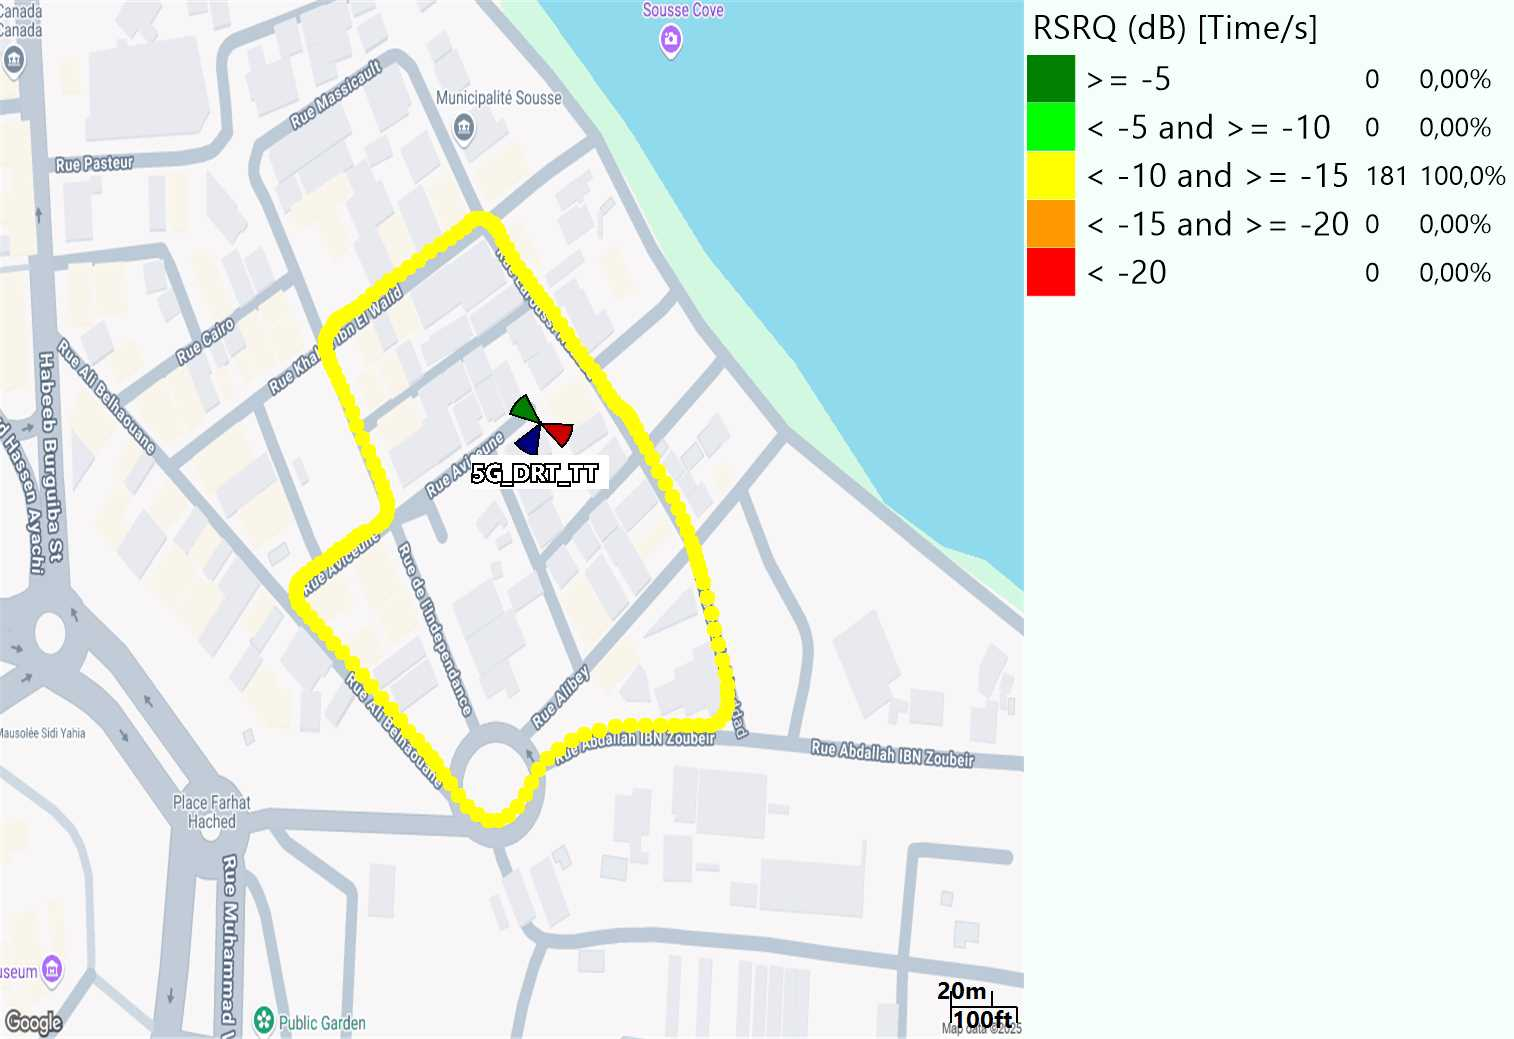 Canada
Canada
Sousse Cove
Rue Massicault
Municipalité Sousse
Rue Pasteur
Rue Cairo
Rue Ali Belhaouane
Habeeb Burguiba St
Hassen Ayachi
Ibn El Walid
Rue Avicenne
5G_DRT_TT
Rue Avicenne
Rue de l'independance
Rue Ali Belhaouane
Rue Alibey
Rue Abdallah IBN Zoubeir
Rue Abdallah IBN Zoubeir
Mausolée Sidi Yahia
Place Farhat
Hached
Rue Muhammad
useum
Public Garden
Google
20m
100ft
Map data ©2025
RSRQ (dB) [Time/s]
>= -5 0 0,00%
< -5 and >= -10 0 0,00%
< -10 and >= -15 181 100,0%
< -15 and >= -20 0 0,00%
< -20 0 0,00%